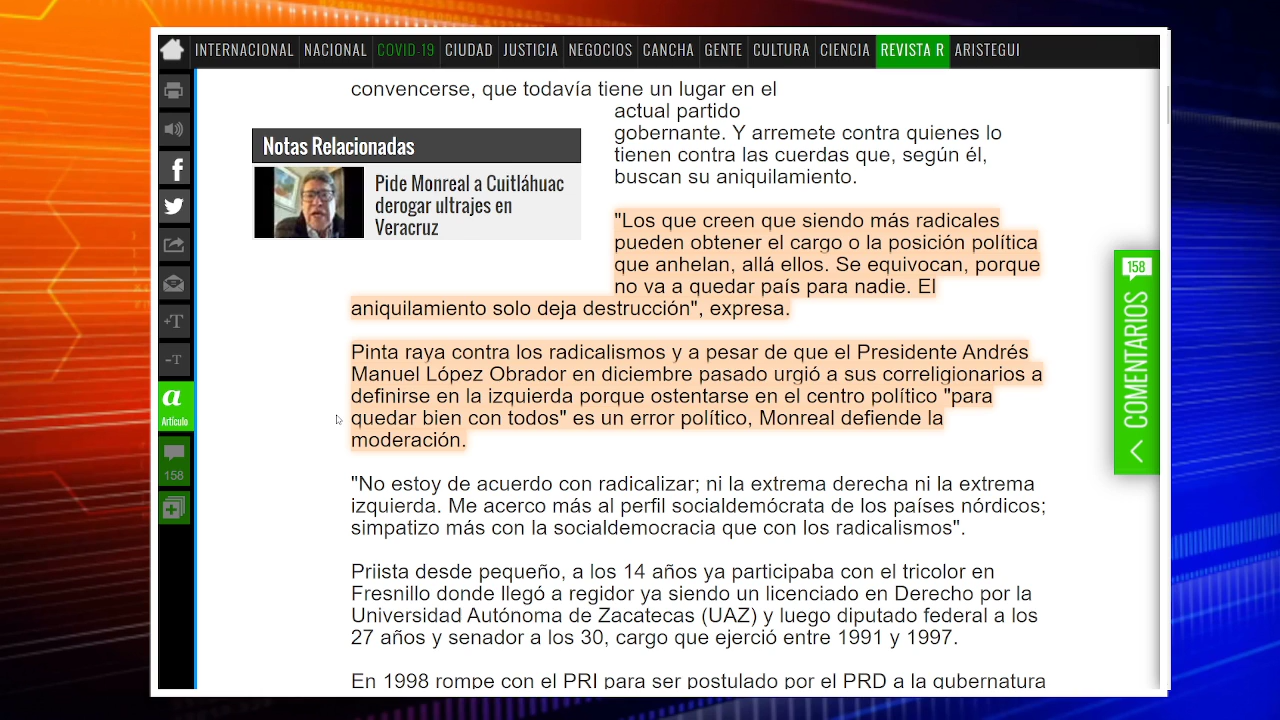 INTERNACIONAL NACIONAL COVID-19 CIUDAD JUSTICIA NEGOCIOS CANCHA GENTE CULTURA CIENCIA REVISTA R ARISTEGUI
convencerse, que todavía tiene un lugar en el
actual partido
gobernante. Y arremete contra quienes lo
tienen contra las cuerdas que, según él,
buscan su aniquilamiento.
Notas Relacionadas
Pide Monreal a Cuitláhuac
derogar ultrajes en
Veracruz
"Los que creen que siendo más radicales
pueden obtener el cargo o la posición política
que anhelan, allá ellos. Se equivocan, porque
no va a quedar país para nadie. El
aniquilamiento solo deja destrucción", expresa.
Pinta raya contra los radicalismos y a pesar de que el Presidente Andrés
Manuel López Obrador en diciembre pasado urgió a sus correligionarios a
definirse en la izquierda porque ostentarse en el centro político "para
quedar bien con todos" es un error político, Monreal defiende la
moderación.
"No estoy de acuerdo con radicalizar; ni la extrema derecha ni la extrema
izquierda. Me acerco más al perfil socialdemócrata de los países nórdicos;
simpatizo más con la socialdemocracia que con los radicalismos".
Priista desde pequeño, a los 14 años ya participaba con el tricolor en
Fresnillo donde llegó a regidor ya siendo un licenciado en Derecho por la
Universidad Autónoma de Zacatecas (UAZ) y luego diputado federal a los
27 años y senador a los 30, cargo que ejerció entre 1991 y 1997.
En 1998 rompe con el PRI para ser postulado por el PRD a la gubernatura
+T
-T
a
Artículo
158
158
COMENTARIOS